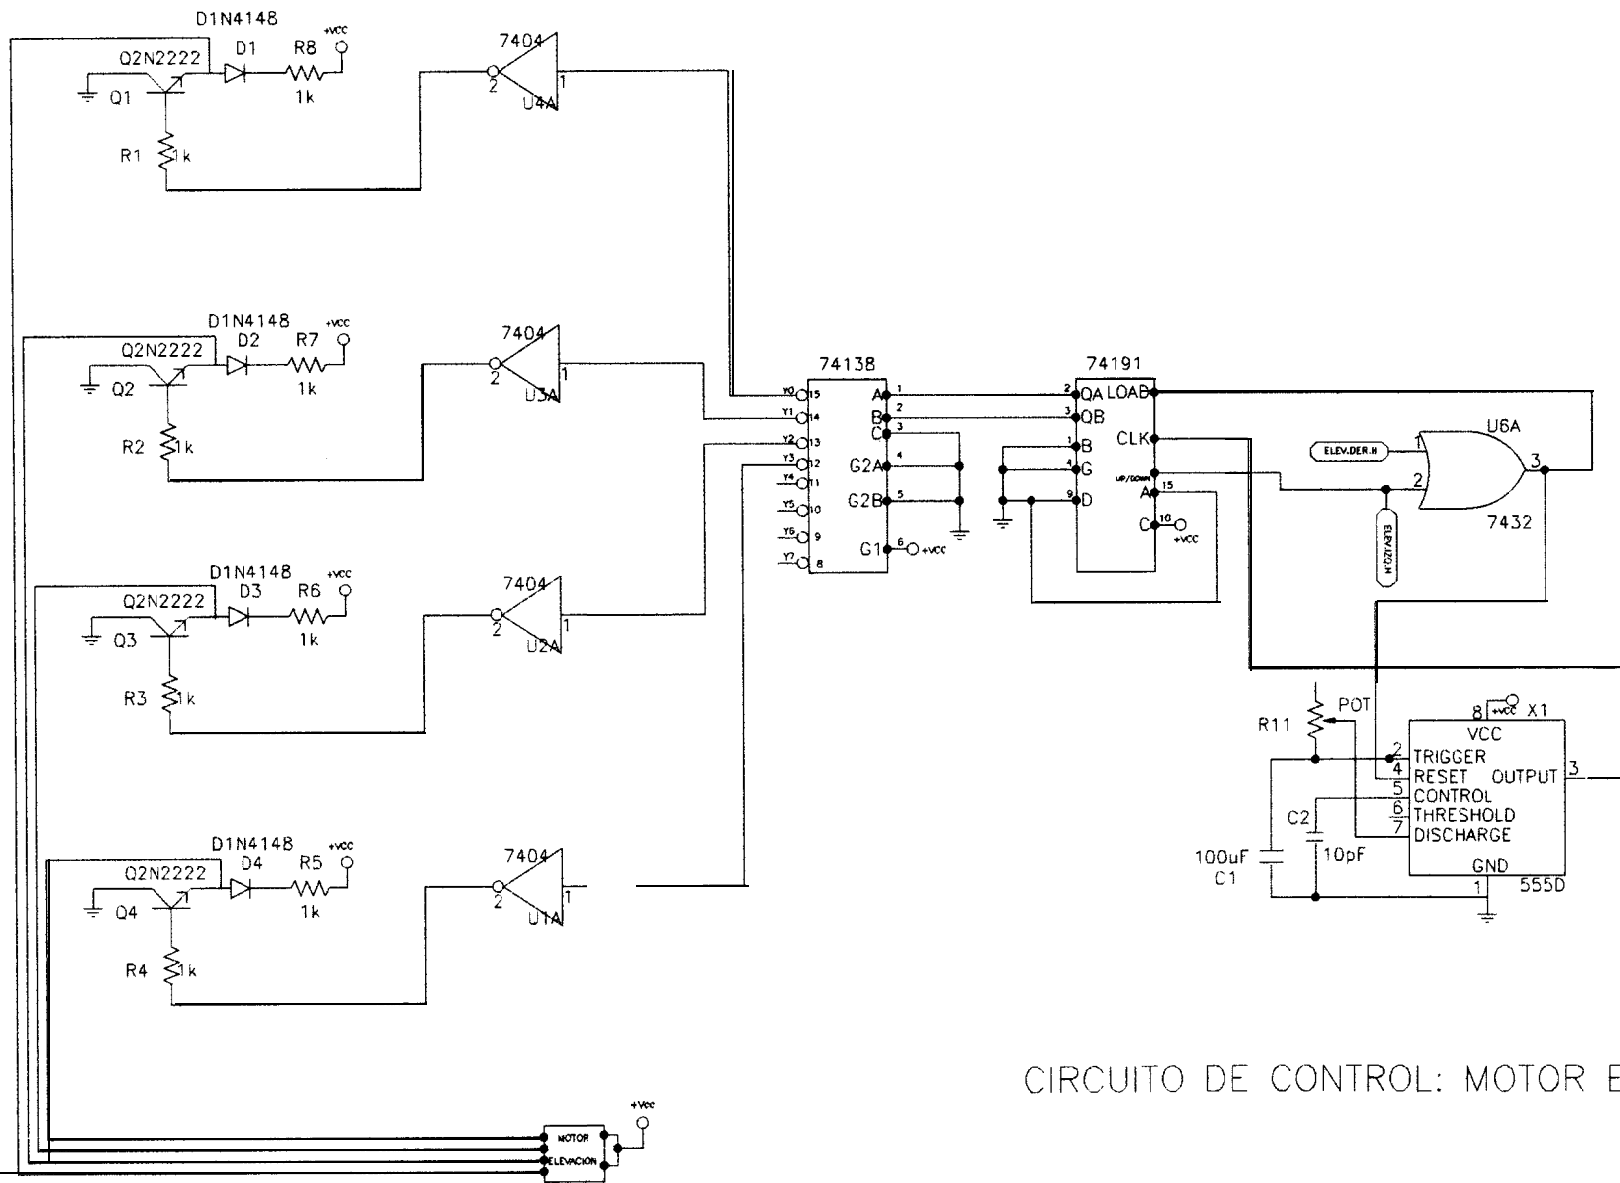 D1N4148
Q2N2222 D1 R8 +VCC
Q1 1k
R1 1k
7404
2 1
U4A
D1N4148
Q2N2222 D2 R7 +VCC
Q2 1k
R2 1k
7404
2 1
U3A
D1N4148
Q2N2222 D3 R6 +VCC
Q3 1k
R3 1k
7404
2 1
U2A
D1N4148
Q2N2222 D4 R5 +VCC
Q4 1k
R4 1k
7404
2 1
U1A
74138
Y0 15 A 1
Y1 14 B 2
C 3
Y2 13
Y3 12 G2A 4
Y4 11
Y5 10 G2B 5
Y6 9
Y7 8 G1 6 +VCC
74191
2 QA LOAD
3 QB
CLK
1 B
4 G UP/DOWN
A 15
9 D
C 10
+VCC
U6A
ELEV.DER.H 1
3
2
7432
ELEV.IZQ.H
R11 POT
8 +VCC X1
VCC
2 TRIGGER
4 RESET OUTPUT 3
5 CONTROL
6 THRESHOLD
7 DISCHARGE
GND
1 555D
C2
10pF
100uF
C1
CIRCUITO DE CONTROL: MOTOR E
+Vcc
MOTOR
ELEVACION